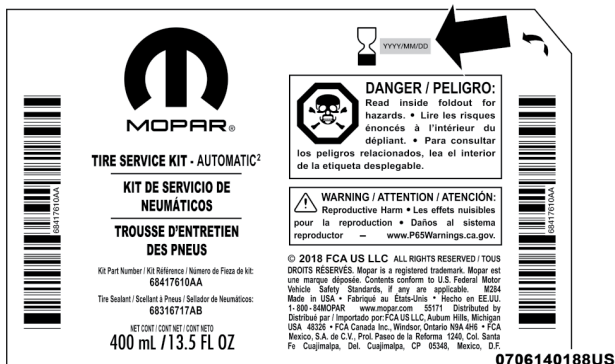 YYYY/MM/DD
MOPAR®
TIRE SERVICE KIT - AUTOMATIC²
KIT DE SERVICIO DE
NEUMÁTICOS
TROUSSE D'ENTRETIEN
DES PNEUS
Kit Part Number / Kit Référence / Número de Fieza de kit:
68417610AA
Tire Sealant / Scellant à Pneus / Sellador de Neumáticos:
68316717AB
NET CONT / CONT NET / CONT NETO
400 mL / 13.5 FL OZ
68417610AA
DANGER / PELIGRO:
Read inside foldout for
hazards. • Lire les risques
énoncés à l'intérieur du
dépliant. • Para consultar
los peligros relacionados, lea el interior
de la etiqueta desplegable.
WARNING / ATTENTION / ATENCIÓN:
Reproductive Harm • Les effets nuisibles
pour la reproduction • Daños al sistema
reproductor – www.P65Warnings.ca.gov.
© 2018 FCA US LLC ALL RIGHTS RESERVED / TOUS
DROITS RÉSERVÉS. Mopar is a registered trademark. Mopar est
une marque déposée. Contents conform to U.S. Federal Motor
Vehicle Safety Standards, if any are applicable. M284
Made in USA • Fabriqué au États-Unis • Hecho en EE.UU.
1- 800- 84MOPAR www.mopar.com 55171 Distributed by
Distribué par / Importado por: FCA US LLC, Auburn Hills, Michigan
USA 48326 • FCA Canada Inc., Windsor, Ontario N9A 4H6 • FCA
Mexico, S.A. de C.V., Prol. Paseo de la Reforma 1240, Col. Santa
Fe Cuajimalpa, Del. Cuajimalpa, CP 05348, Mexico, D.F.
68417610AA
0706140188US